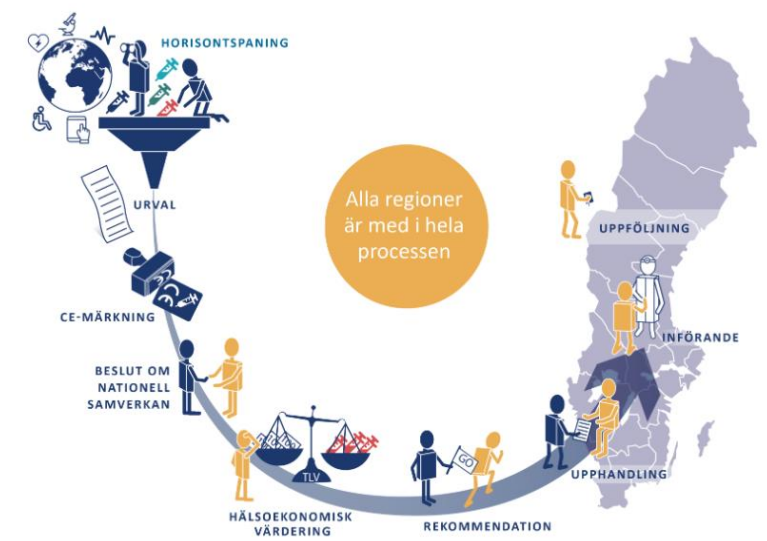 HORISONTSPANING
URVAL
CE-MÄRKNING
BESLUT OM
NATIONELL
SAMVERKAN
TLV
HÄLSOEKONOMISK
VÄRDERING
GO
REKOMMENDATION
UPPHANDLING
INFÖRANDE
UPPFÖLJNING
Alla regioner
är med i hela
processen